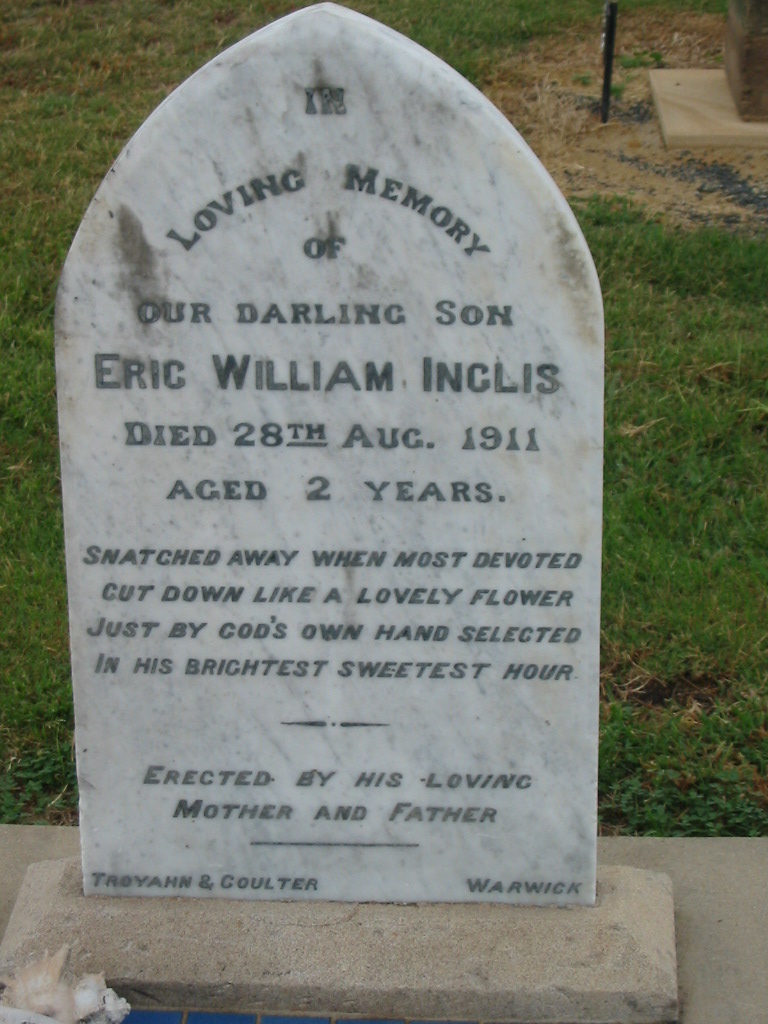 IN
LOVING MEMORY
OF
OUR DARLING SON
ERIC WILLIAM INGLIS
DIED 28TH AUG. 1911
AGED 2 YEARS.
SNATCHED AWAY WHEN MOST DEVOTED
CUT DOWN LIKE A LOVELY FLOWER
JUST BY GOD'S OWN HAND SELECTED
IN HIS BRIGHTEST SWEETEST HOUR
ERECTED BY HIS LOVING
MOTHER AND FATHER
TROYAHN & COULTER WARWICK